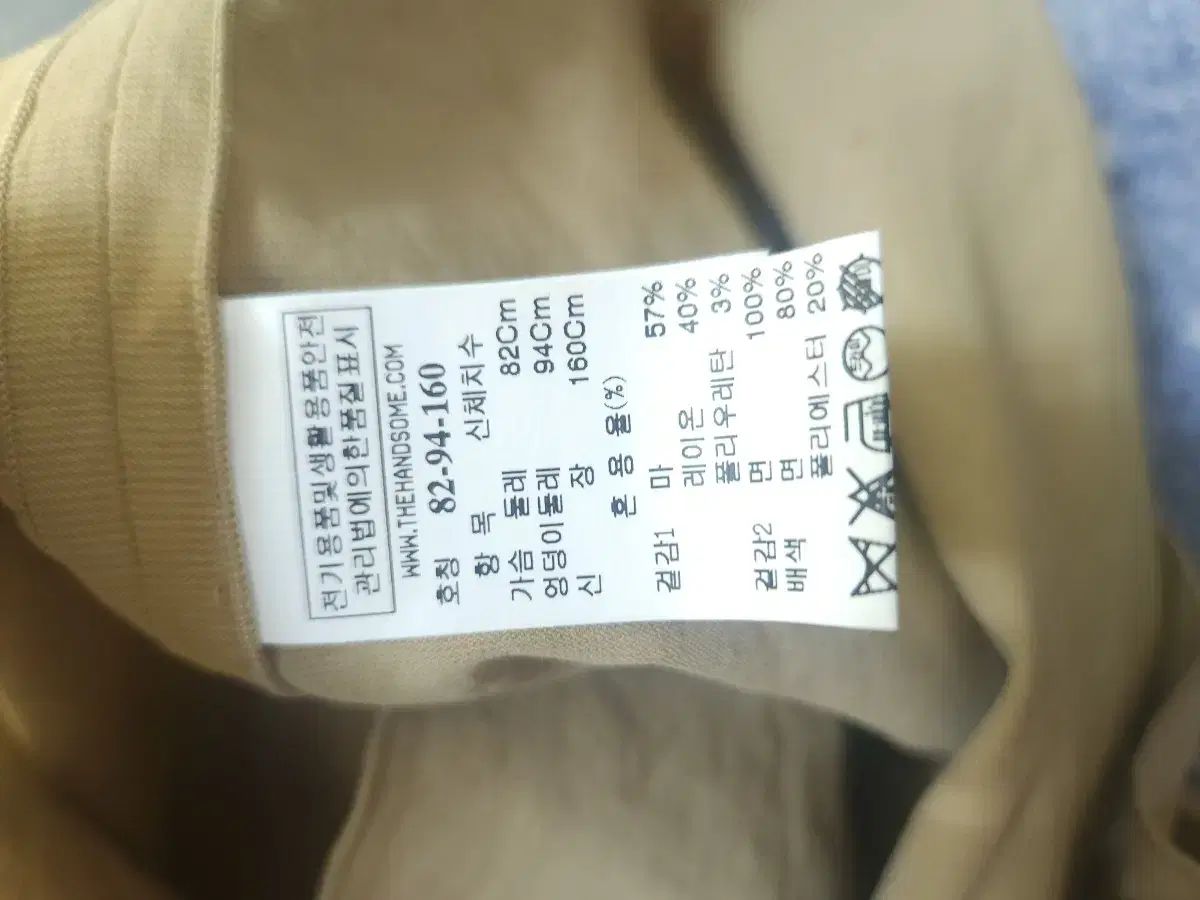 전기용품및생활용품안전
관리법에의한품질표시
WWW.THEHANDSOME.COM
호칭 82-94-160
항 목 신체치수
가슴 둘레 82Cm
엉덩이둘레 94Cm
신 장 160Cm
혼 용 율(%)
겉감1 마 57%
레이온 40%
폴리우레탄 3%
겉감2 면 100%
배색 면 80%
폴리에스터 20%